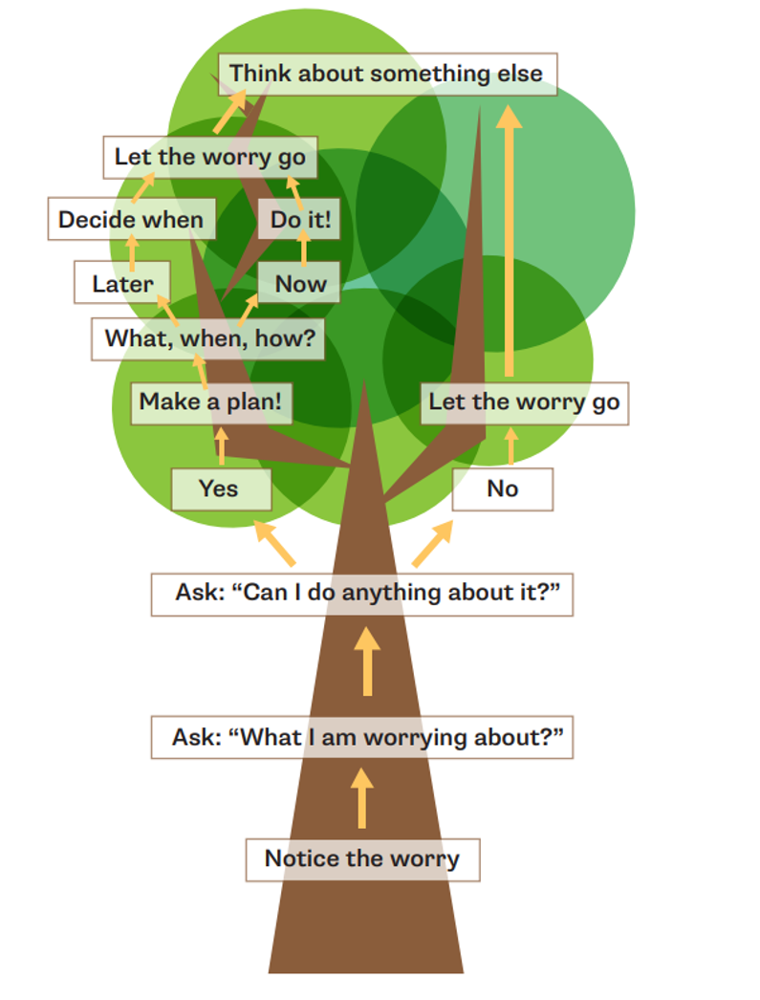 Think about something else
Let the worry go
Decide when
Do it!
Later
Now
What, when, how?
Make a plan!
Let the worry go
Yes
No
Ask: “Can I do anything about it?”
Ask: “What I am worrying about?”
Notice the worry